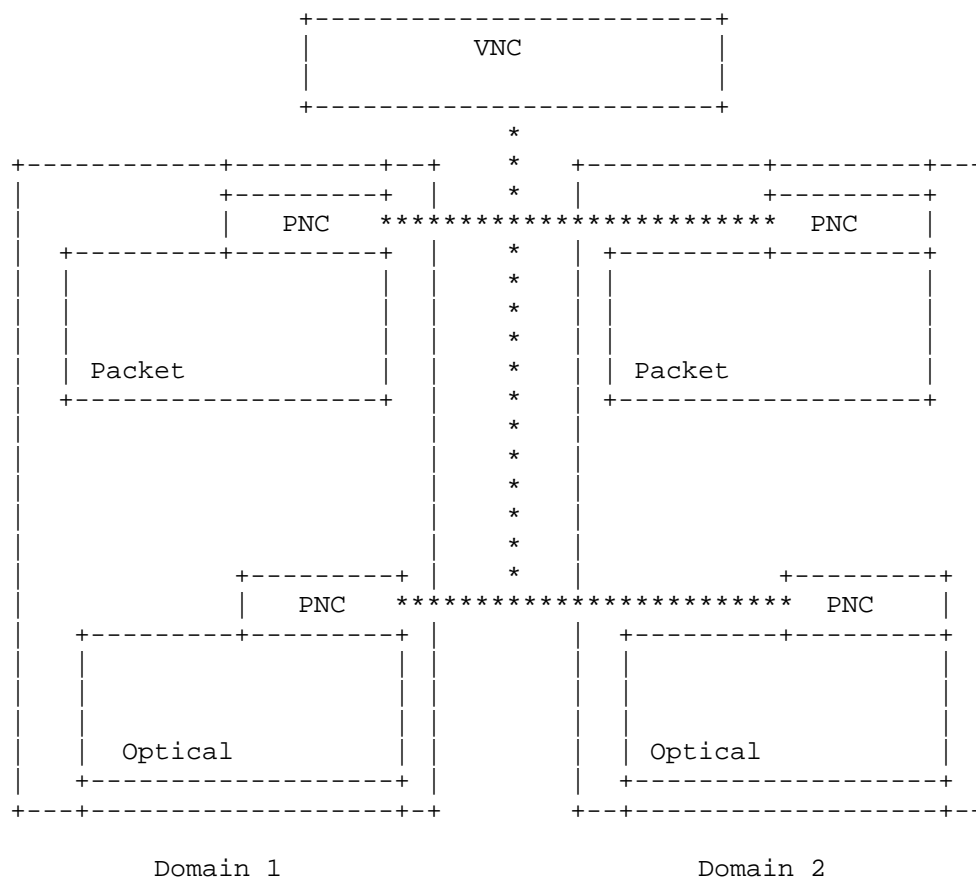 VNC
PNC PNC
Packet Packet
PNC PNC
Optical Optical
Domain 1 Domain 2